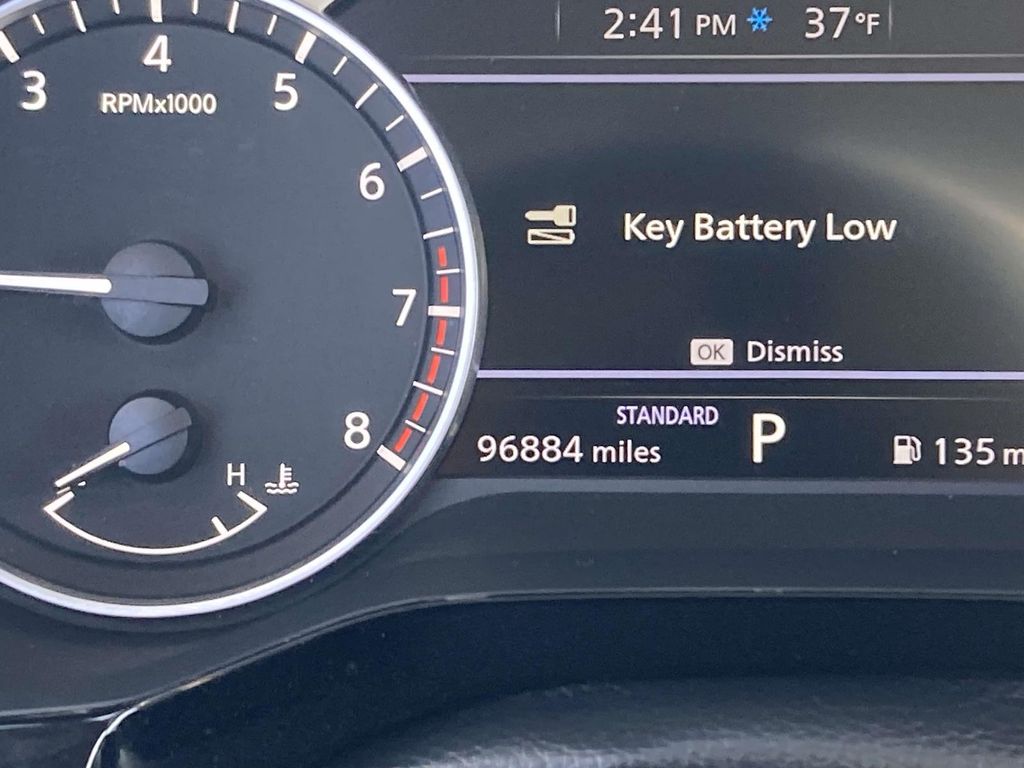 2:41 PM 37°F
4
3
5
RPMx1000
6
Key Battery Low
7
OK Dismiss
STANDARD
8
P
96884 miles
135 m
H